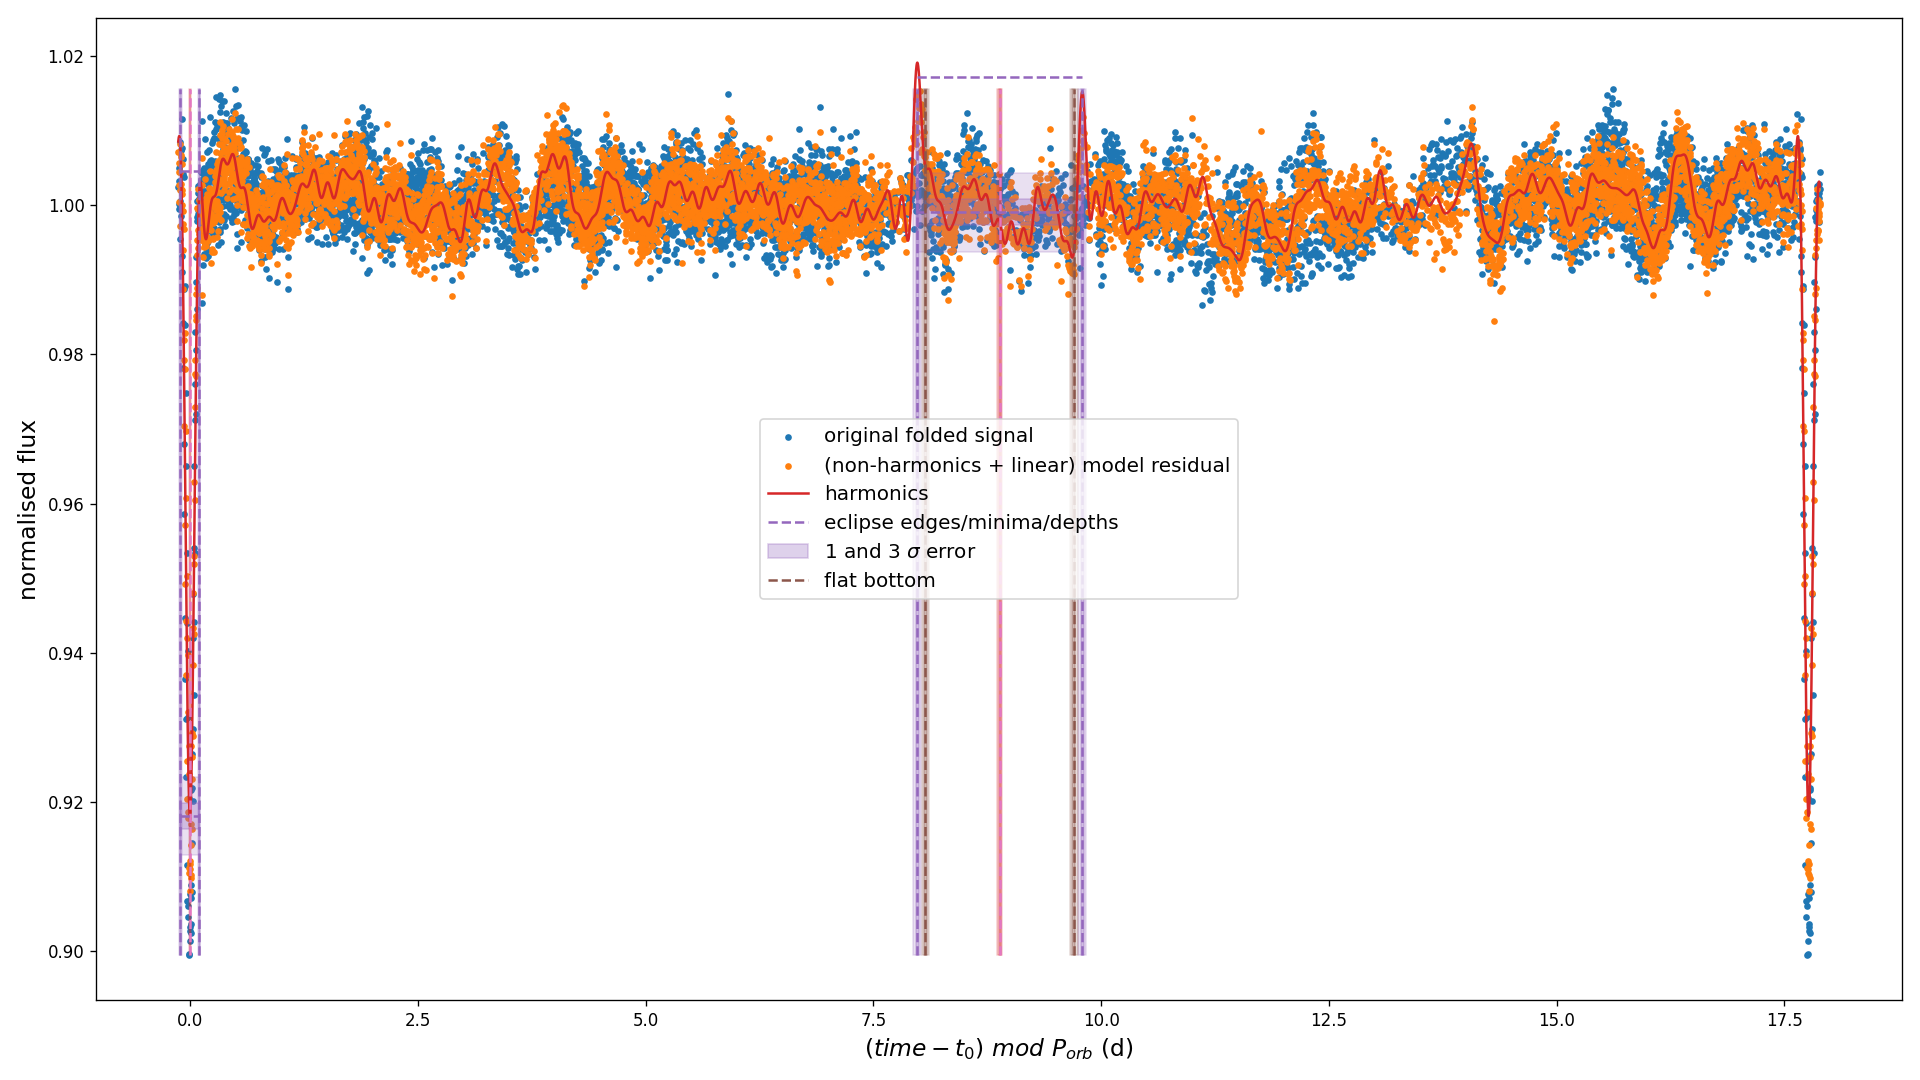 1.02
1.00
0.98
0.96
0.94
0.92
0.90
normalised flux
original folded signal
(non-harmonics + linear) model residual
harmonics
eclipse edges/minima/depths
1 and 3 σ error
flat bottom
0.0 2.5 5.0 7.5 10.0 12.5 15.0 17.5
(time − t₀) mod P_orb (d)